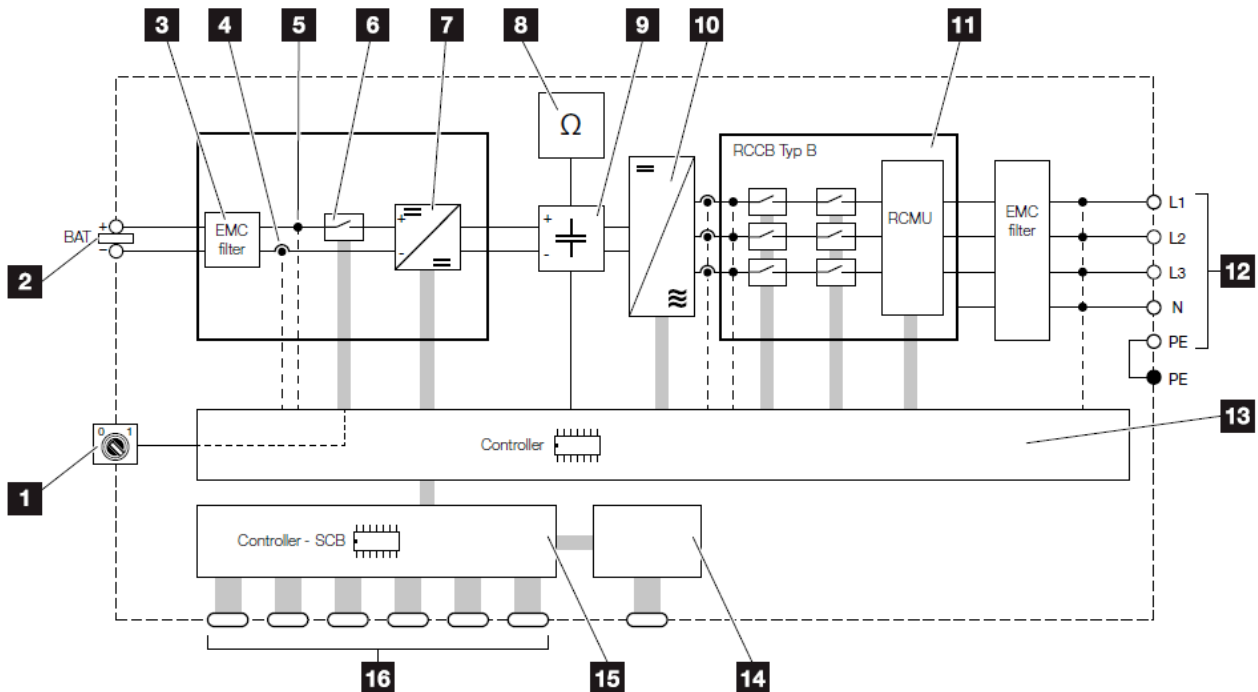 3 4 5 6 7 8 9 10 11
Ω
RCCB Typ B
+ = + =
BAT
EMC
filter
RCMU
EMC
filter
L1
L2
L3
N
PE
PE
-
- =
-
≋
2
12
0 1
1
Controller
13
Controller - SCB
16 15 14